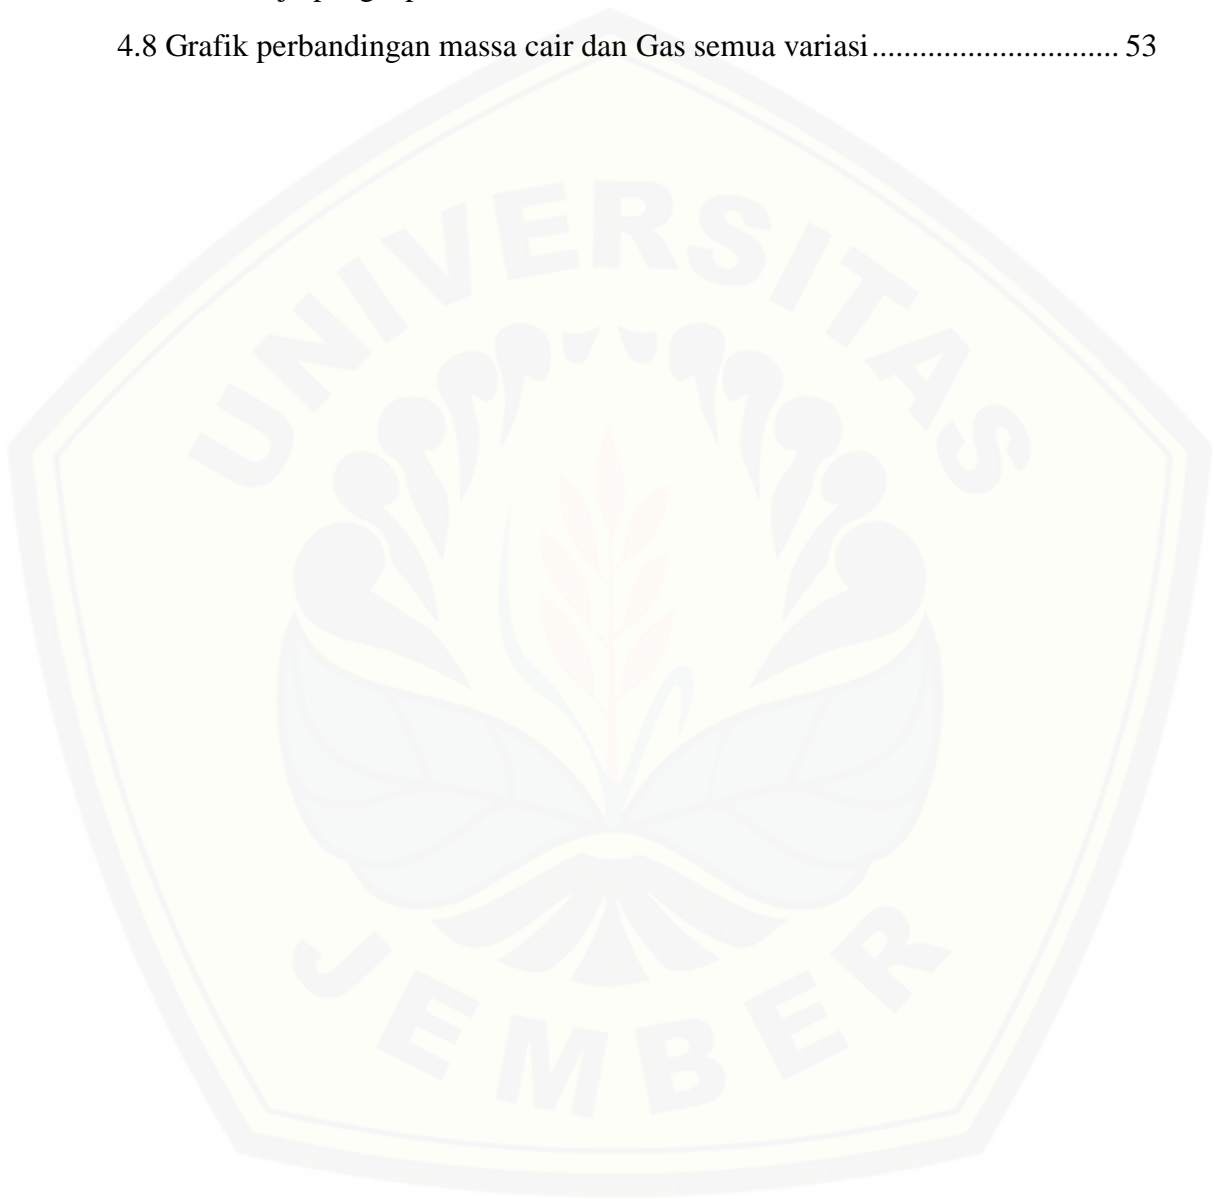 4.8 Grafik perbandingan massa cair dan Gas semua variasi............................... 53
UNIVERSITAS
JEMBER